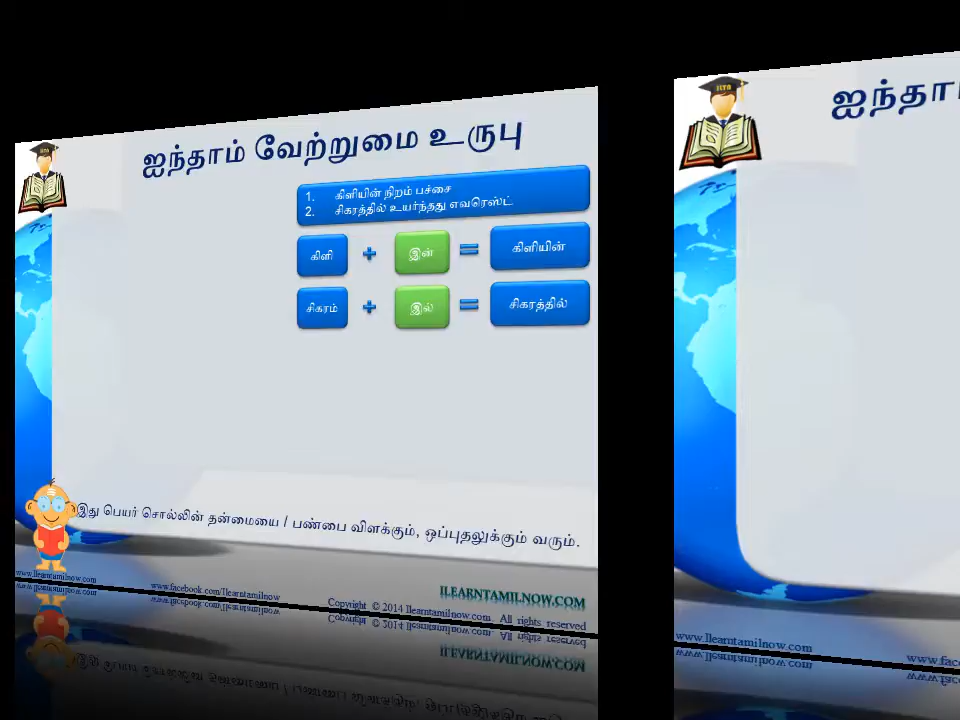 ஐந்தாம் வேற்றுமை உருபு
1. கிளியின் நிறம் பச்சை
2. சிகரத்தில் உயர்ந்தது எவரெஸ்ட்
கிளி + இன் = கிளியின்
சிகரம் + இல் = சிகரத்தில்
இது பெயர் சொல்லின் தன்மையை / பண்பை விளக்கும், ஒப்புதலுக்கும் வரும்.
www.Ilearntamilnow.com
www.facebook.com/Ilearntamilnow
Copyright © 2014 Ilearntamilnow.com. All rights reserved
ILEARNTAMILNOW.COM
ஐந்தா
www.Ilearntamilnow.com
www.fa